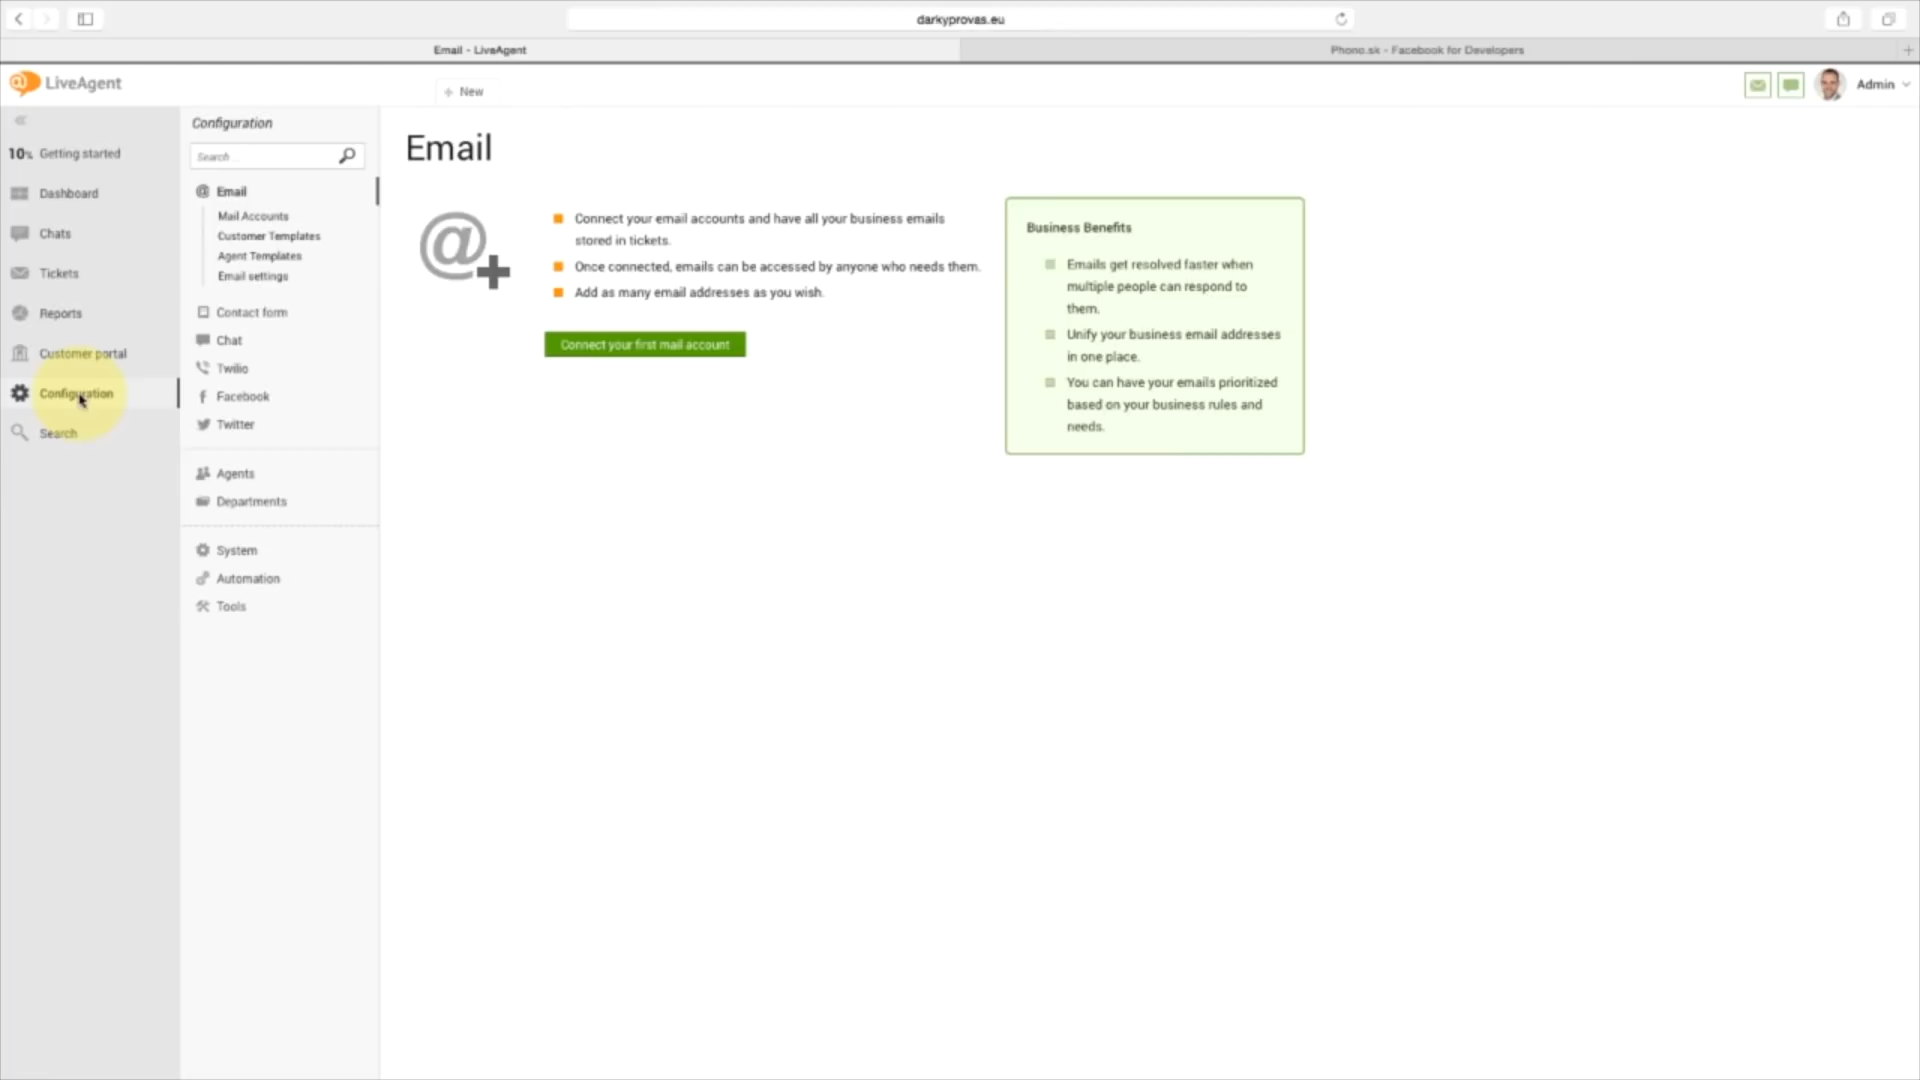 darkyprovas.eu
Email - LiveAgent
Phono.sk - Facebook for Developers
LiveAgent
New
Admin
10% Getting started
Dashboard
Chats
Tickets
Reports
Customer portal
Configuration
Search
Configuration
Search ...
Email
Mail Accounts
Customer Templates
Agent Templates
Email settings
Contact form
Chat
Twilio
Facebook
Twitter
Agents
Departments
System
Automation
Tools
Email
Connect your email accounts and have all your business emails
stored in tickets.
Once connected, emails can be accessed by anyone who needs them.
Add as many email addresses as you wish.
Connect your first mail account
Business Benefits
Emails get resolved faster when
multiple people can respond to
them.
Unify your business email addresses
in one place.
You can have your emails prioritized
based on your business rules and
needs.